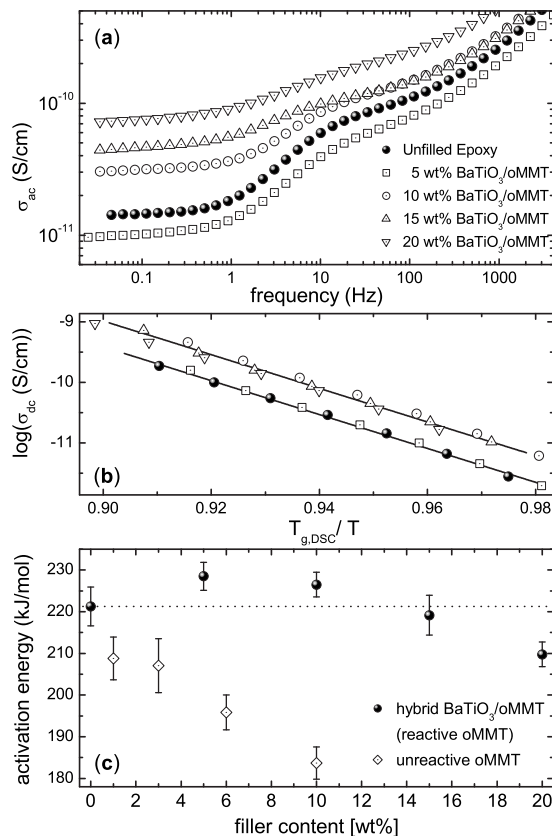 (a)
10⁻¹⁰
10⁻¹¹
σac (S/cm)
Unfilled Epoxy
5 wt% BaTiO₃/oMMT
10 wt% BaTiO₃/oMMT
15 wt% BaTiO₃/oMMT
20 wt% BaTiO₃/oMMT
0.1 1 10 100 1000
frequency (Hz)
-9
-10
-11
log(σdc (S/cm))
(b)
0.90 0.92 0.94 0.96 0.98
Tg,DSC/ T
230
220
210
200
190
180
activation energy (kJ/mol)
hybrid BaTiO₃/oMMT
(reactive oMMT)
unreactive oMMT
(c)
0 2 4 6 8 10 12 14 16 18 20
filler content [wt%]